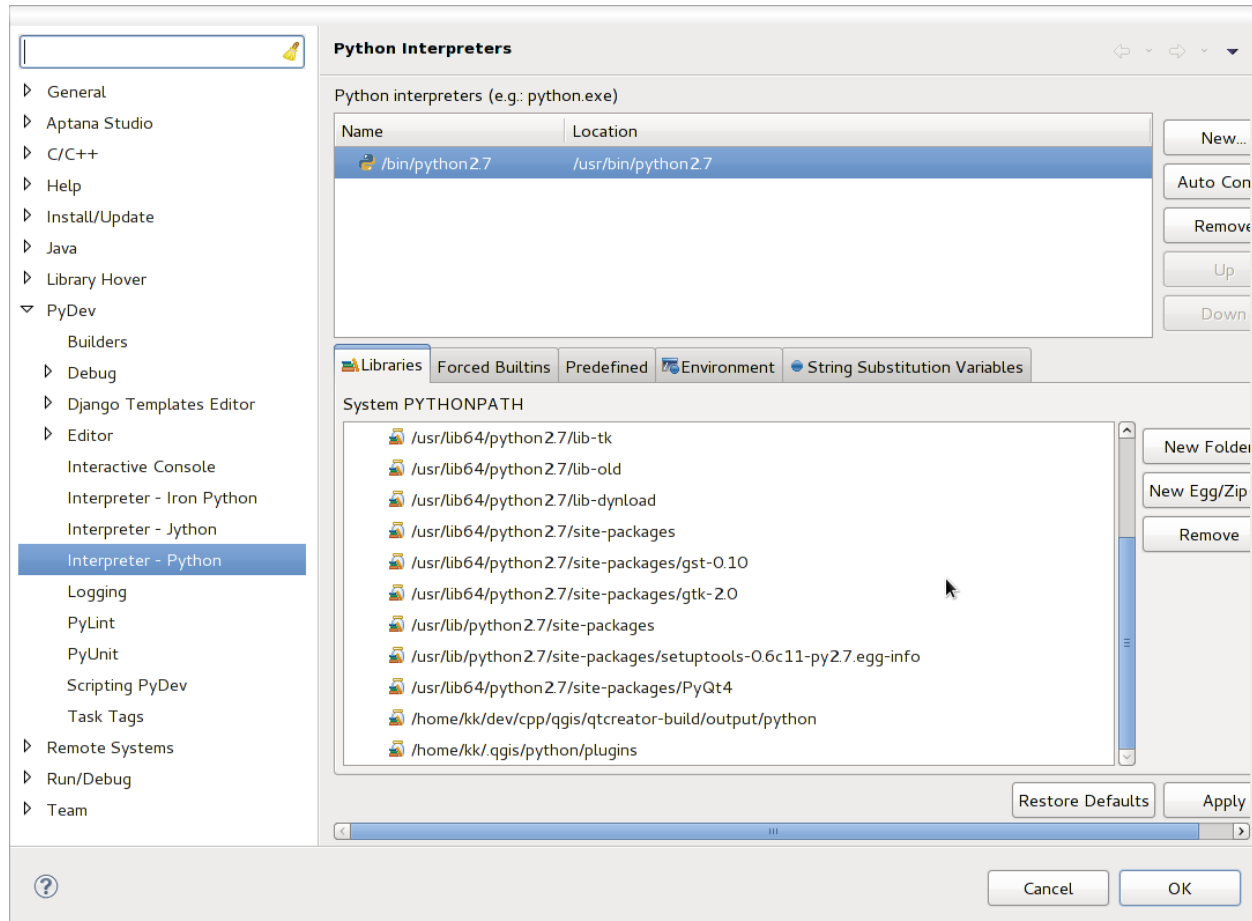 Python Interpreters
General
Aptana Studio
C/C++
Help
Install/Update
Java
Library Hover
PyDev
Builders
Debug
Django Templates Editor
Editor
Interactive Console
Interpreter - Iron Python
Interpreter - Jython
Interpreter - Python
Logging
PyLint
PyUnit
Scripting PyDev
Task Tags
Remote Systems
Run/Debug
Team
Python interpreters (e.g.: python.exe)
Name Location
/bin/python2.7 /usr/bin/python2.7
New...
Auto Con
Remove
Up
Down
Libraries Forced Builtins Predefined Environment String Substitution Variables
System PYTHONPATH
/usr/lib64/python2.7/lib-tk
/usr/lib64/python2.7/lib-old
/usr/lib64/python2.7/lib-dynload
/usr/lib64/python2.7/site-packages
/usr/lib64/python2.7/site-packages/gst-0.10
/usr/lib64/python2.7/site-packages/gtk-2.0
/usr/lib/python2.7/site-packages
/usr/lib/python2.7/site-packages/setuptools-0.6c11-py2.7.egg-info
/usr/lib64/python2.7/site-packages/PyQt4
/home/kk/dev/cpp/qgis/qtcreator-build/output/python
/home/kk/.qgis/python/plugins
New Folder
New Egg/Zip
Remove
Restore Defaults Apply
Cancel OK